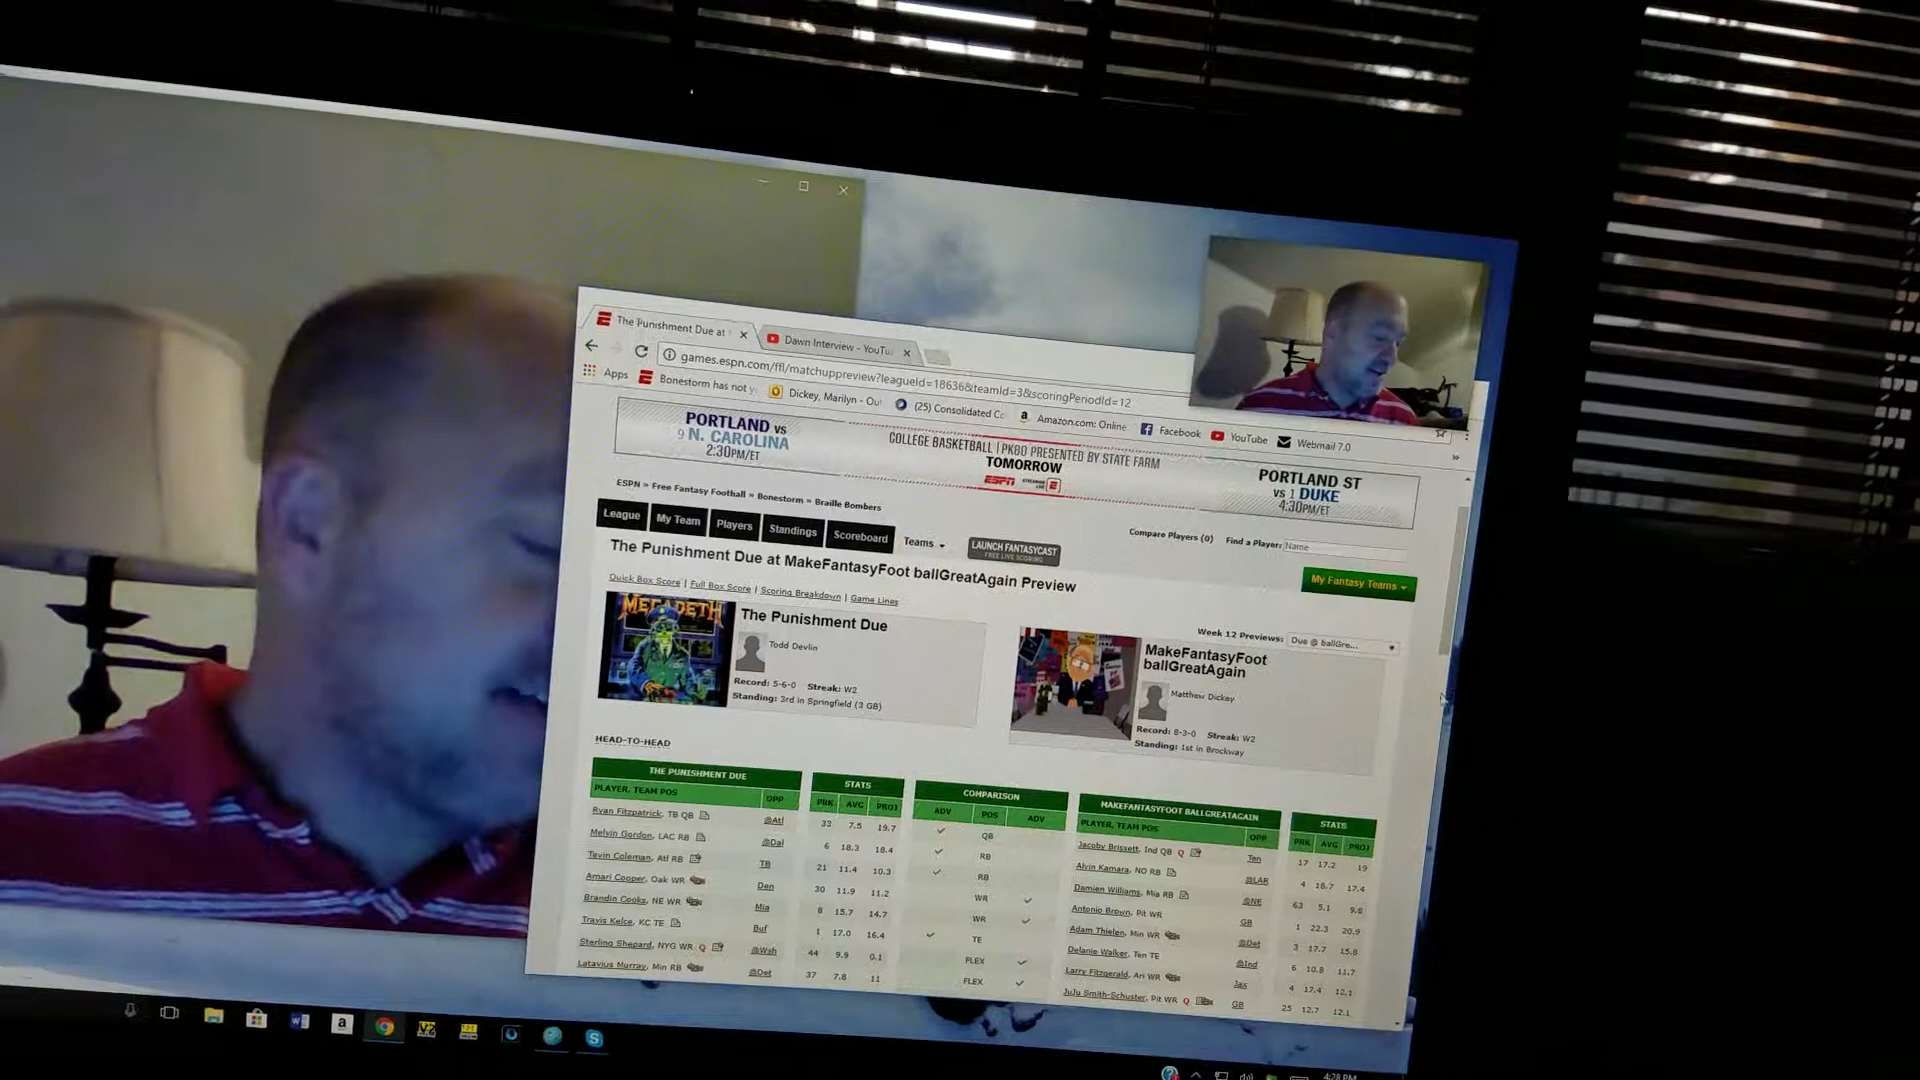 The Punishment Due at
Dawn Interview - YouTu
games.espn.com/ffl/matchuppreview?leagueId=18636&teamId=3&scoringPeriodId=12
Apps
Bonestorm has not y
Dickey, Marilyn - Ou
(25) Consolidated Co
Amazon.com: Online
Facebook
YouTube
Webmail 7.0
PORTLAND vs
9 N. CAROLINA
2:30PM/ET
COLLEGE BASKETBALL | PK80 PRESENTED BY STATE FARM
TOMORROW
ESPN
PORTLAND ST
vs 1 DUKE
4:30PM/ET
ESPN » Free Fantasy Football » Bonestorm » Braille Bombers
League
My Team
Players
Standings
Scoreboard
Teams
LAUNCH FANTASYCAST
FREE LIVE SCORING
Compare Players (0)
Find a Player:
Name
My Fantasy Teams
The Punishment Due at MakeFantasyFoot ballGreatAgain Preview
Quick Box Score | Full Box Score | Scoring Breakdown | Game Lines
Week 12 Previews:
Due @ ballGre...
MEGADETH
The Punishment Due
Todd Devlin
Record: 5-6-0 Streak: W2
Standing: 3rd in Springfield (3 GB)
MakeFantasyFoot
ballGreatAgain
Matthew Dickey
Record: 8-3-0 Streak: W2
Standing: 1st in Brockway
HEAD-TO-HEAD
THE PUNISHMENT DUE
STATS
COMPARISON
MAKEFANTASYFOOT BALLGREATAGAIN
STATS
PLAYER, TEAM POS OPP PRK AVG PROJ ADV POS ADV PLAYER, TEAM POS OPP PRK AVG PROJ
Ryan Fitzpatrick, TB QB @Atl 33 7.5 19.7 QB Jacoby Brissett, Ind QB Q Ten 17 17.2 19
Melvin Gordon, LAC RB @Dal 6 18.3 18.4 RB Alvin Kamara, NO RB @LAR 4 18.7 17.4
Tevin Coleman, Atl RB TB 21 11.4 10.3 RB Damien Williams, Mia RB @NE 63 5.1 9.8
Amari Cooper, Oak WR Den 30 11.9 11.2 WR Antonio Brown, Pit WR GB 1 22.3 20.9
Brandin Cooks, NE WR Mia 8 15.7 14.7 WR Adam Thielen, Min WR @Det 3 17.7 15.8
Travis Kelce, KC TE Buf 1 17.0 16.4 TE Delanie Walker, Ten TE @Ind 6 10.8 11.7
Sterling Shepard, NYG WR Q @Wah 44 9.9 0.1 FLEX Larry Fitzgerald, Ari WR Jax 4 17.4 12.1
Latavius Murray, Min RB @Det 37 7.8 11 FLEX JuJu Smith-Schuster, Pit WR Q GB 25 12.7 12.1
4:28 PM